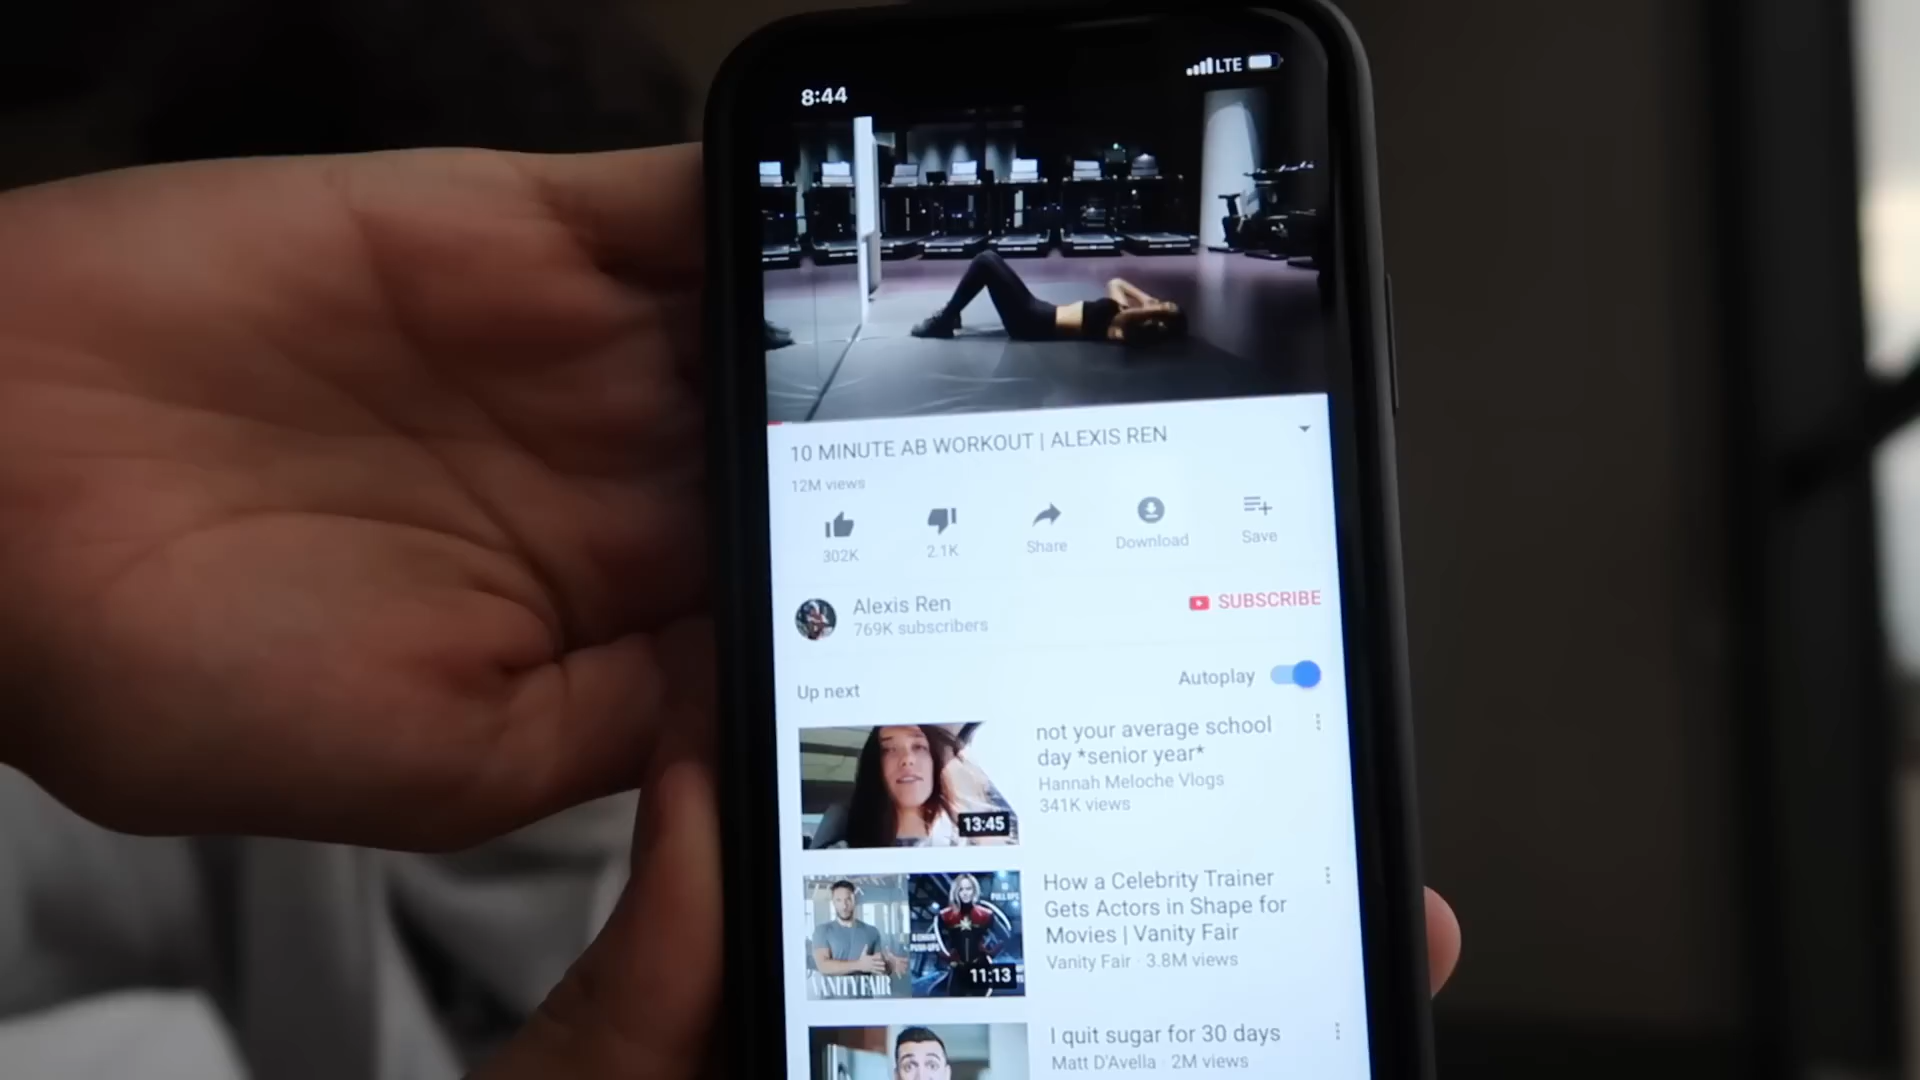 8:44
LTE
10 MINUTE AB WORKOUT | ALEXIS REN
12M views
302K
2.1K
Share
Download
Save
Alexis Ren
769K subscribers
SUBSCRIBE
Up next
Autoplay
not your average school
day *senior year*
Hannah Meloche Vlogs
341K views
13:45
How a Celebrity Trainer
Gets Actors in Shape for
Movies | Vanity Fair
Vanity Fair · 3.8M views
VANITY FAIR
11:13
I quit sugar for 30 days
Matt D'Avella · 2M views